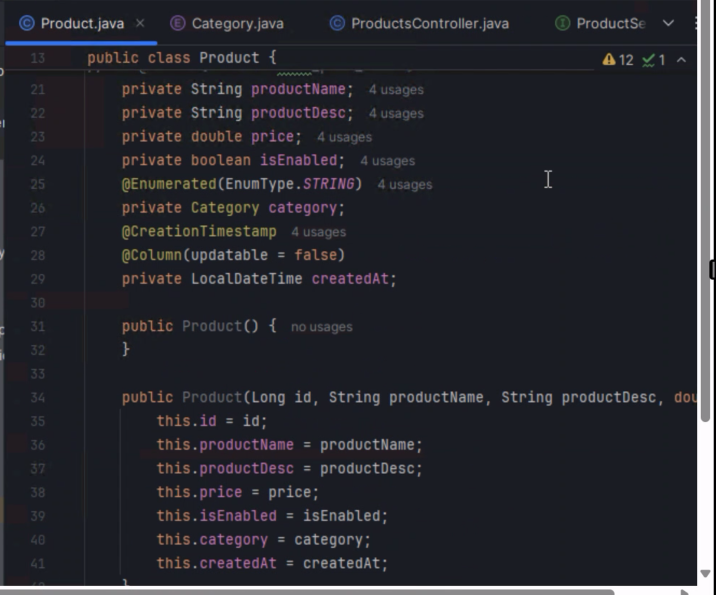 Product.java × Category.java ProductsController.java ProductSe
13 public class Product { 12 1
21 private String productName; 4 usages
22 private String productDesc; 4 usages
23 private double price; 4 usages
24 private boolean isEnabled; 4 usages
25 @Enumerated(EnumType.STRING) 4 usages
26 private Category category;
27 @CreationTimestamp 4 usages
28 @Column(updatable = false)
29 private LocalDateTime createdAt;
30
31 public Product() { no usages
32 }
33
34 public Product(Long id, String productName, String productDesc, dou
35 this.id = id;
36 this.productName = productName;
37 this.productDesc = productDesc;
38 this.price = price;
39 this.isEnabled = isEnabled;
40 this.category = category;
41 this.createdAt = createdAt;